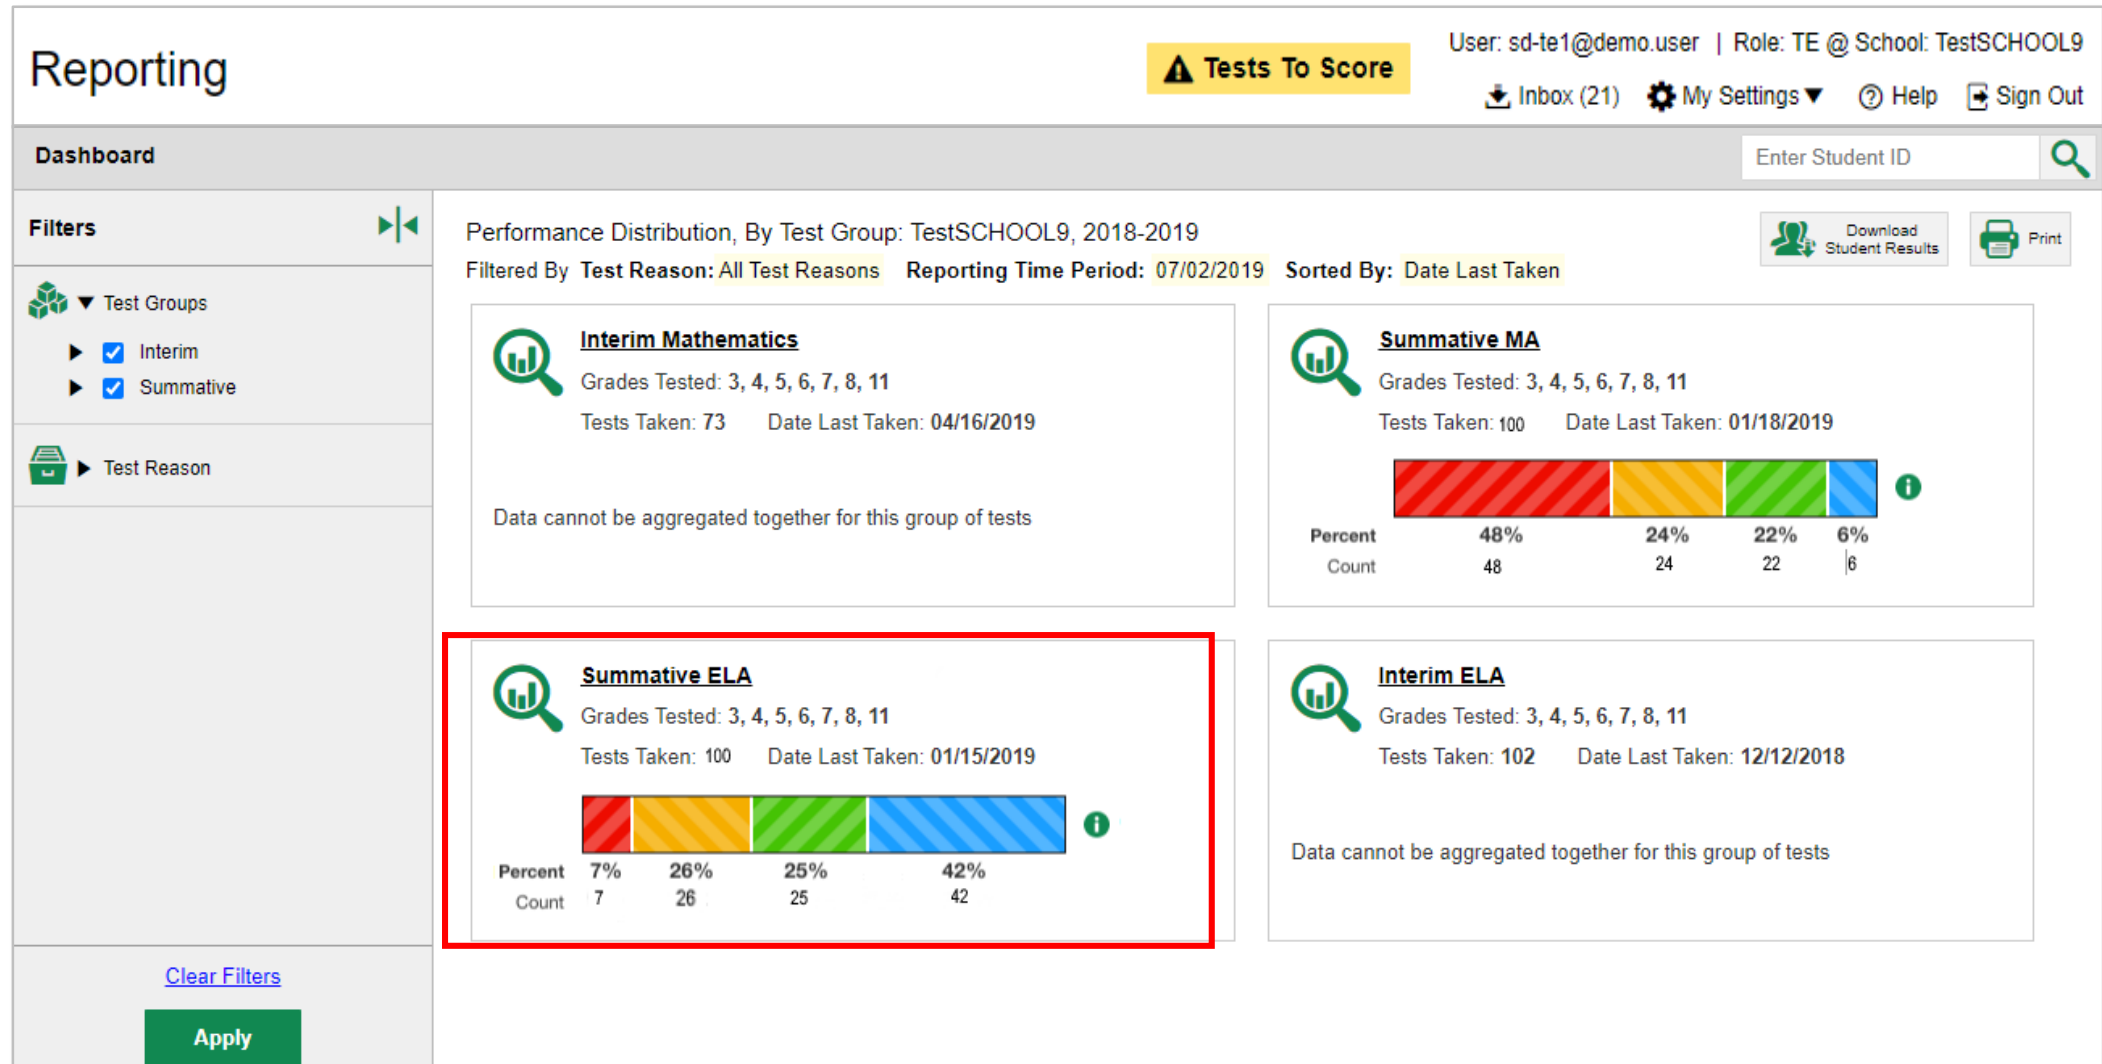 Reporting
Tests To Score
User: sd-te1@demo.user | Role: TE @ School: TestSCHOOL9
Inbox (21) My Settings Help Sign Out
Dashboard
Enter Student ID
Filters
Test Groups
Interim
Summative
Test Reason
Clear Filters
Apply
Performance Distribution, By Test Group: TestSCHOOL9, 2018-2019
Filtered By Test Reason: All Test Reasons Reporting Time Period: 07/02/2019 Sorted By: Date Last Taken
Download
Student Results
Print
Interim Mathematics
Grades Tested: 3, 4, 5, 6, 7, 8, 11
Tests Taken: 73 Date Last Taken: 04/16/2019
Data cannot be aggregated together for this group of tests
Summative MA
Grades Tested: 3, 4, 5, 6, 7, 8, 11
Tests Taken: 100 Date Last Taken: 01/18/2019
Percent 48% 24% 22% 6%
Count 48 24 22 6
Summative ELA
Grades Tested: 3, 4, 5, 6, 7, 8, 11
Tests Taken: 100 Date Last Taken: 01/15/2019
Percent 7% 26% 25% 42%
Count 7 26 25 42
Interim ELA
Grades Tested: 3, 4, 5, 6, 7, 8, 11
Tests Taken: 102 Date Last Taken: 12/12/2018
Data cannot be aggregated together for this group of tests